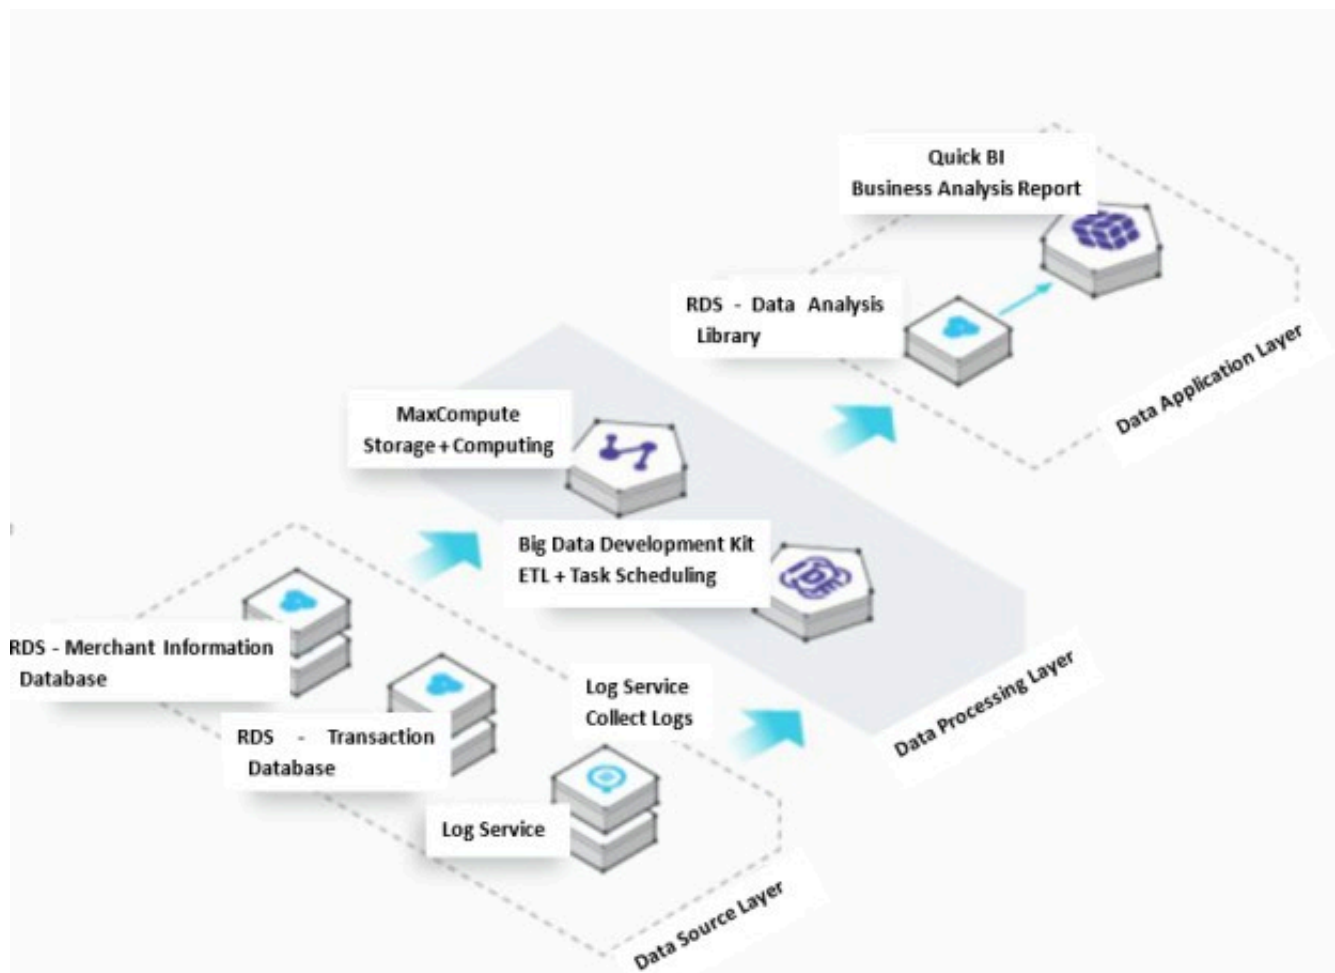 Quick BI
Business Analysis Report
RDS - Data Analysis
Library
Data Application Layer
MaxCompute
Storage + Computing
Big Data Development Kit
ETL + Task Scheduling
Data Processing Layer
RDS - Merchant Information
Database
RDS - Transaction
Database
Log Service
Collect Logs
Log Service
Data Source Layer